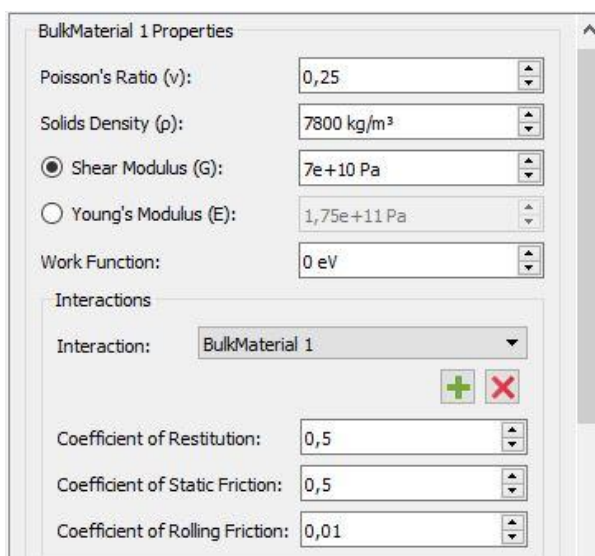 BulkMaterial 1 Properties
Poisson's Ratio (v): 0,25
Solids Density (ρ): 7800 kg/m³
Shear Modulus (G): 7e+10 Pa
Young's Modulus (E): 1,75e+11 Pa
Work Function: 0 eV
Interactions
Interaction: BulkMaterial 1
Coefficient of Restitution: 0,5
Coefficient of Static Friction: 0,5
Coefficient of Rolling Friction: 0,01